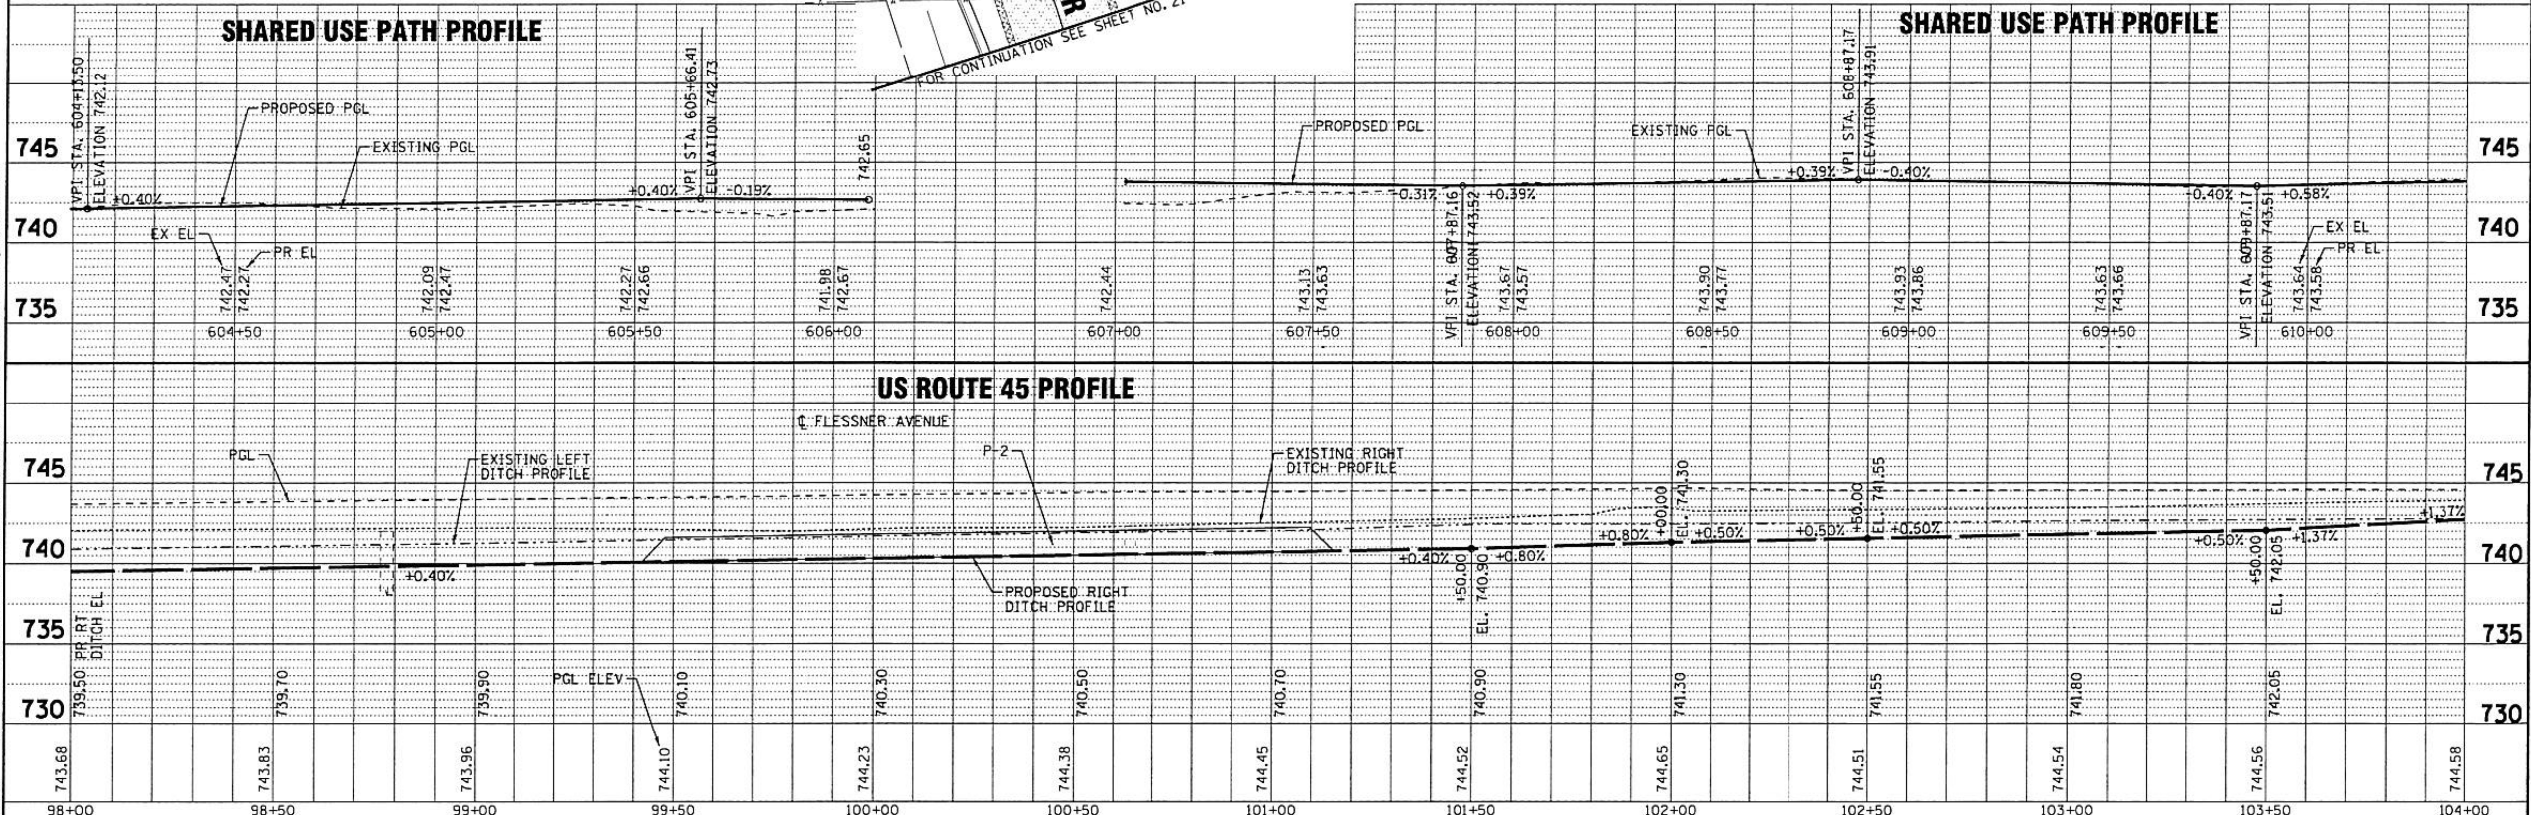 SHARED USE PATH PROFILE
SHARED USE PATH PROFILE
FOR CONTINUATION SEE SHEET NO. 21
VPI STA. 604+13.50
ELEVATION 742.12
PROPOSED PGL
EXISTING PGL
VPI STA. 605+66.41
ELEVATION 742.73
742.65
PROPOSED PGL
EXISTING PGL
VPI STA. 608+87.17
ELEVATION 743.91
745
745
+0.40%
+0.40%
-0.19%
-0.31%
+0.39%
+0.39%
-0.40%
-0.40%
+0.58%
VPI STA. 607+87.16
ELEVATION 743.52
VPI STA. 609+87.17
ELEVATION 743.51
740
740
EX EL
PR EL
EX EL
PR EL
742.47
742.27
742.09
742.47
742.27
742.66
741.98
742.67
742.44
743.13
743.63
743.67
743.57
743.90
743.77
743.93
743.86
743.63
743.66
743.64
743.58
735
735
604+50
605+00
605+50
606+00
607+00
607+50
608+00
608+50
609+00
609+50
610+00
US ROUTE 45 PROFILE
℄ FLESSNER AVENUE
PGL
EXISTING LEFT
DITCH PROFILE
P-2
EXISTING RIGHT
DITCH PROFILE
745
745
+00.00
EL. 741.30
+50.00
EL. 741.55
+0.80%
+0.50%
+0.50%
+0.50%
+1.37%
740
740
+0.40%
+0.40%
+0.80%
+0.50%
+1.37%
+50.00
EL. 740.90
+50.00
EL. 742.05
PROPOSED RIGHT
DITCH PROFILE
735
735
PR RT
DITCH EL
PGL ELEV
739.50
739.70
739.90
740.10
740.30
740.50
740.70
740.90
741.30
741.55
741.80
742.05
730
730
743.68
743.83
743.96
744.10
744.23
744.38
744.45
744.52
744.65
744.51
744.54
744.56
744.58
98+00
98+50
99+00
99+50
100+00
100+50
101+00
101+50
102+00
102+50
103+00
103+50
104+00